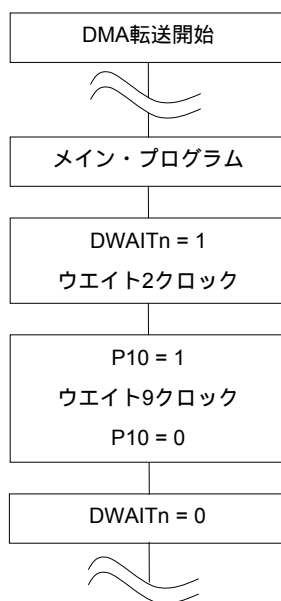 DMA転送開始
メイン・プログラム
DWAITn = 1
ウエイト2クロック
P10 = 1
ウエイト9クロック
P10 = 0
DWAITn = 0